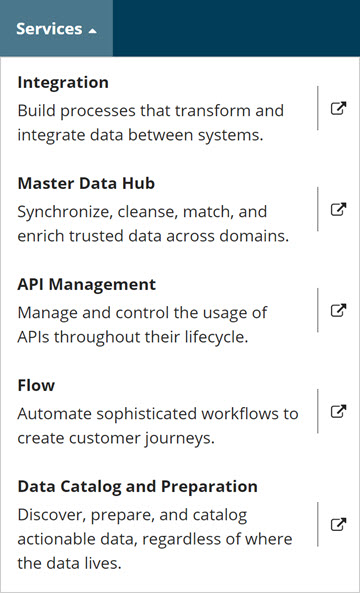 Services
Integration
Build processes that transform and
integrate data between systems.
Master Data Hub
Synchronize, cleanse, match, and
enrich trusted data across domains.
API Management
Manage and control the usage of
APIs throughout their lifecycle.
Flow
Automate sophisticated workflows to
create customer journeys.
Data Catalog and Preparation
Discover, prepare, and catalog
actionable data, regardless of where
the data lives.